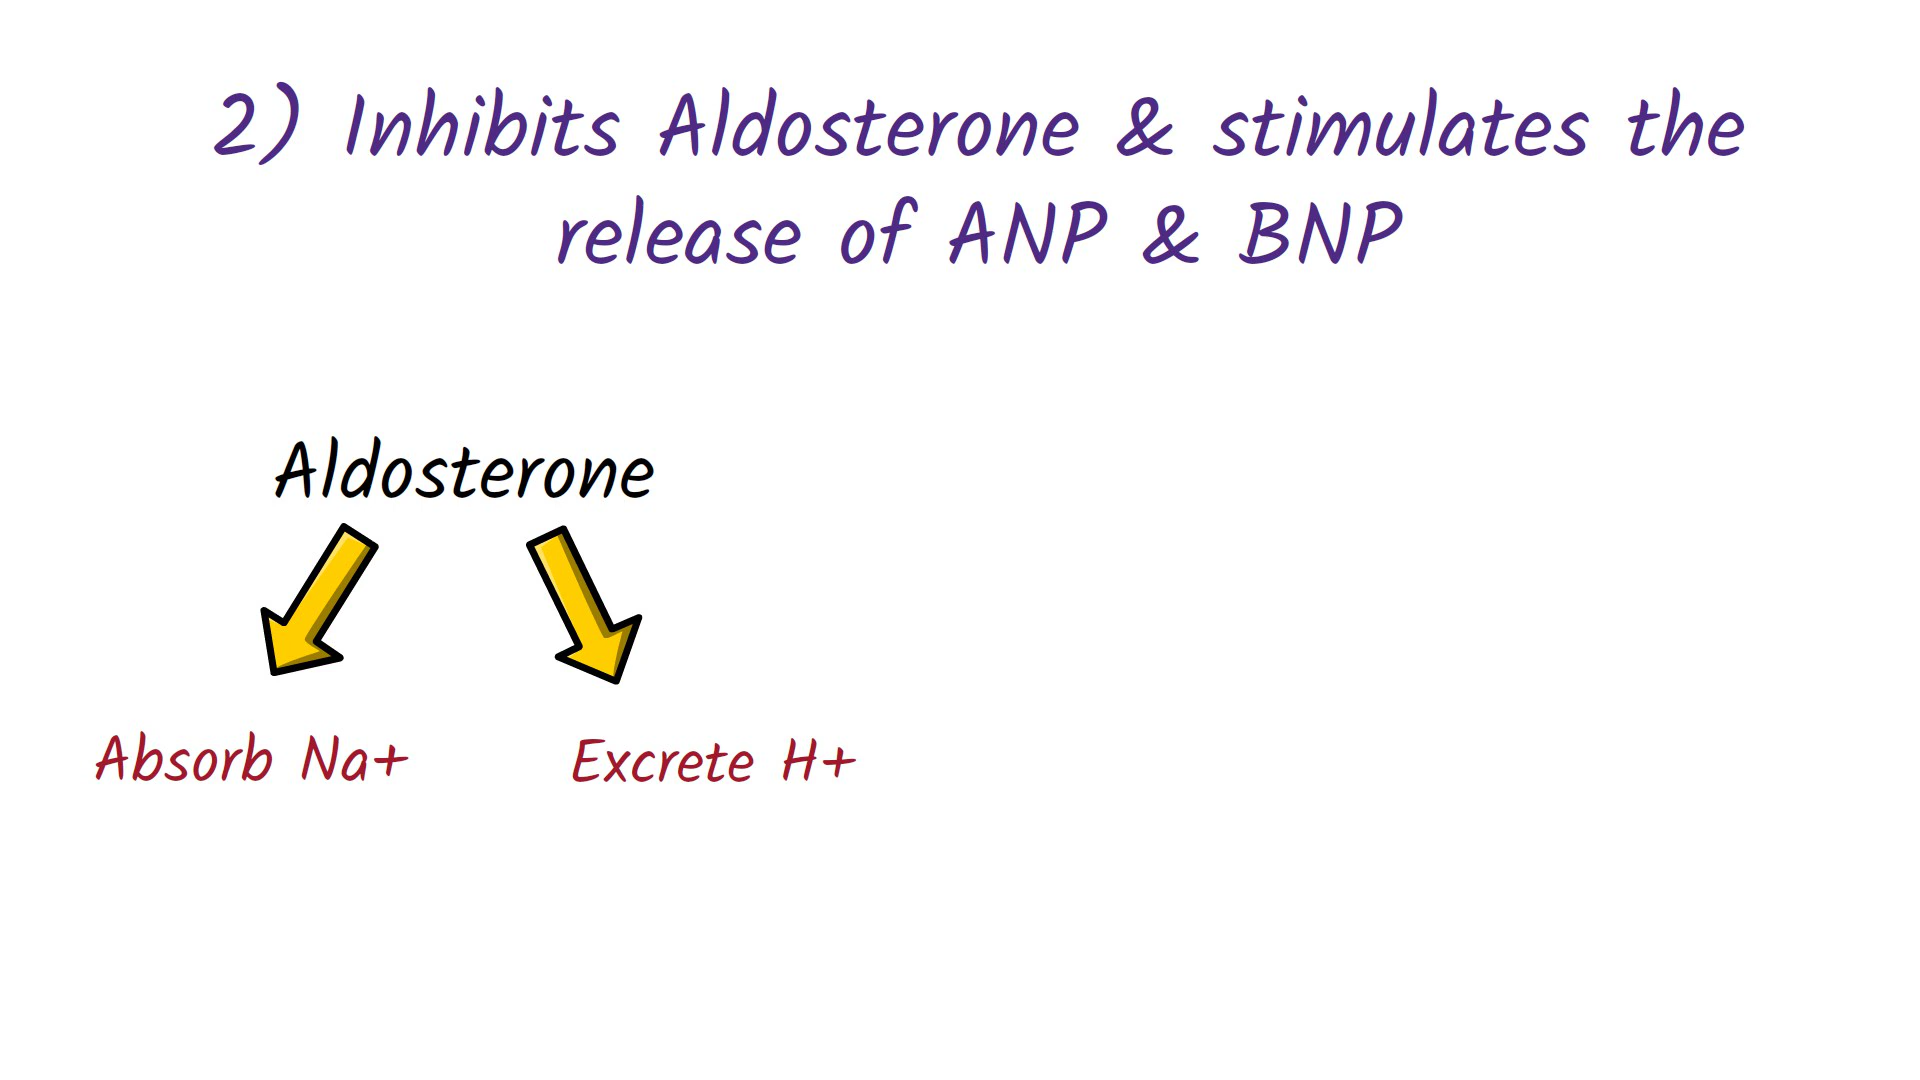 2) Inhibits Aldosterone & stimulates the
release of ANP & BNP
Aldosterone
Absorb Na+
Excrete H+